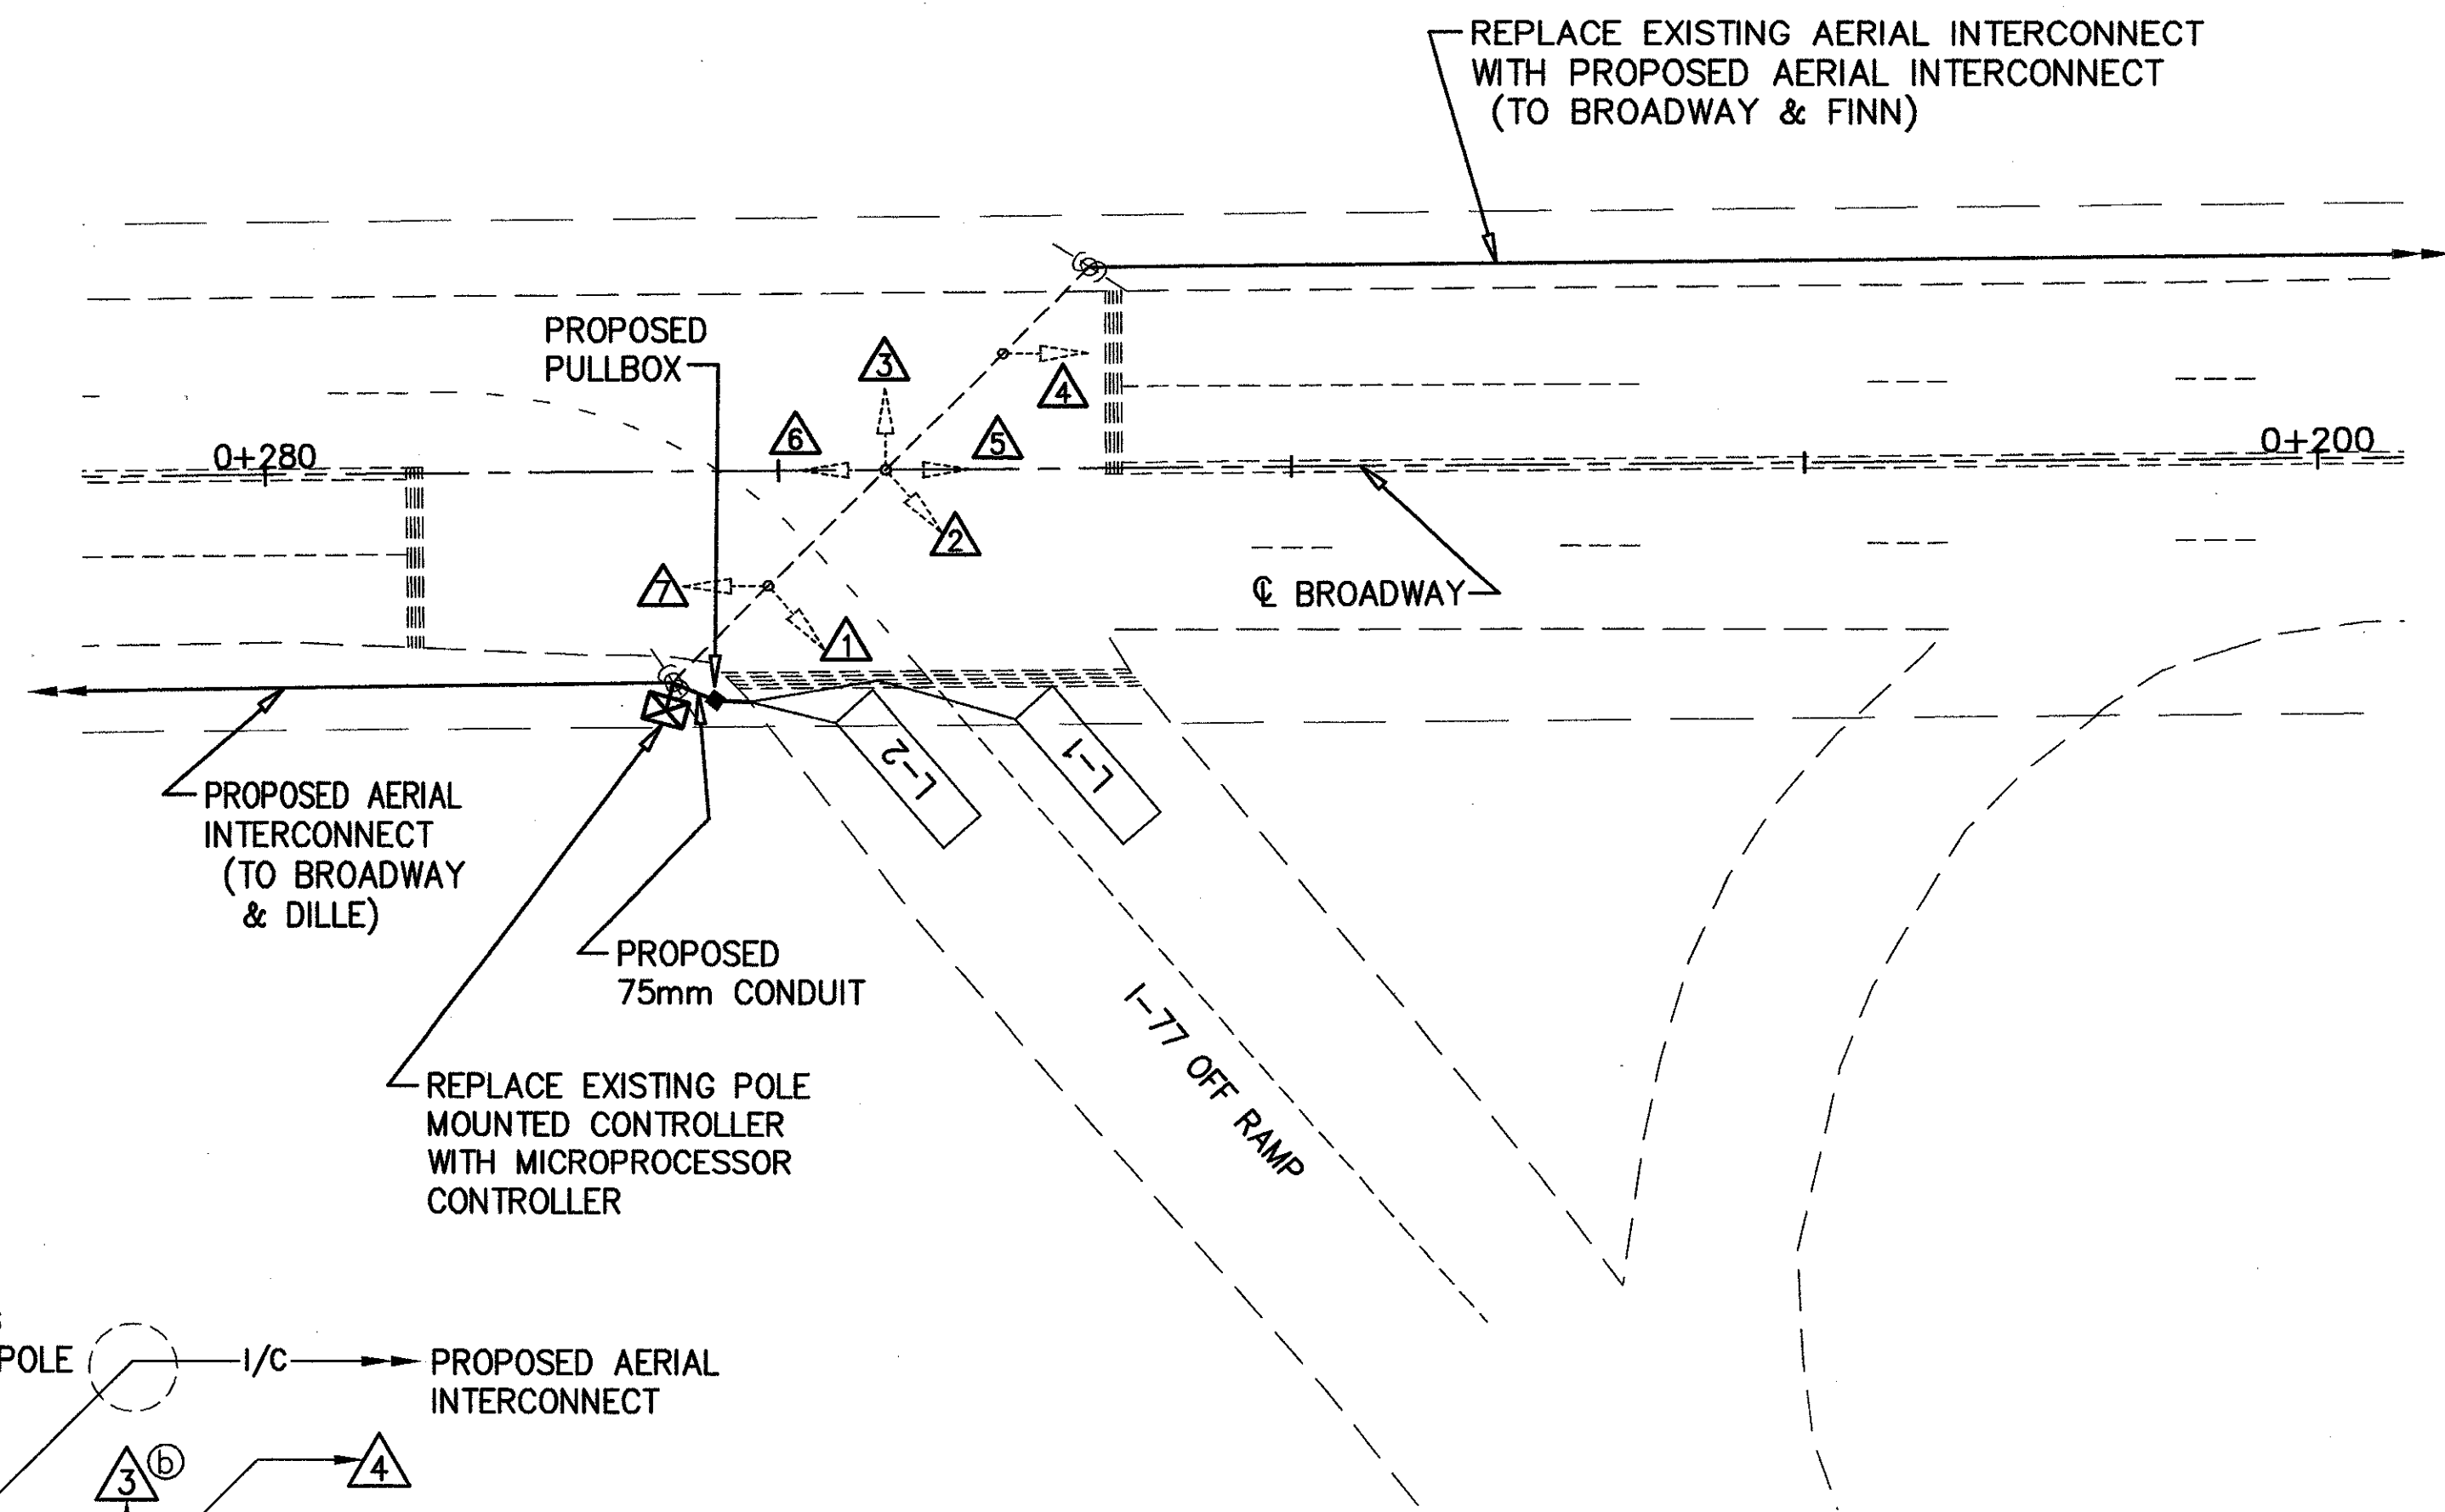 REPLACE EXISTING AERIAL INTERCONNECT
WITH PROPOSED AERIAL INTERCONNECT
(TO BROADWAY & FINN)
PROPOSED
PULLBOX
3
4
6
5
0+280
0+200
2
7
℄ BROADWAY
1
L-2
L-1
PROPOSED AERIAL
INTERCONNECT
(TO BROADWAY
& DILLE)
PROPOSED
75mm CONDUIT
I-77 OFF RAMP
REPLACE EXISTING POLE
MOUNTED CONTROLLER
WITH MICROPROCESSOR
CONTROLLER
POLE
I/C
PROPOSED AERIAL
INTERCONNECT
3 b
4